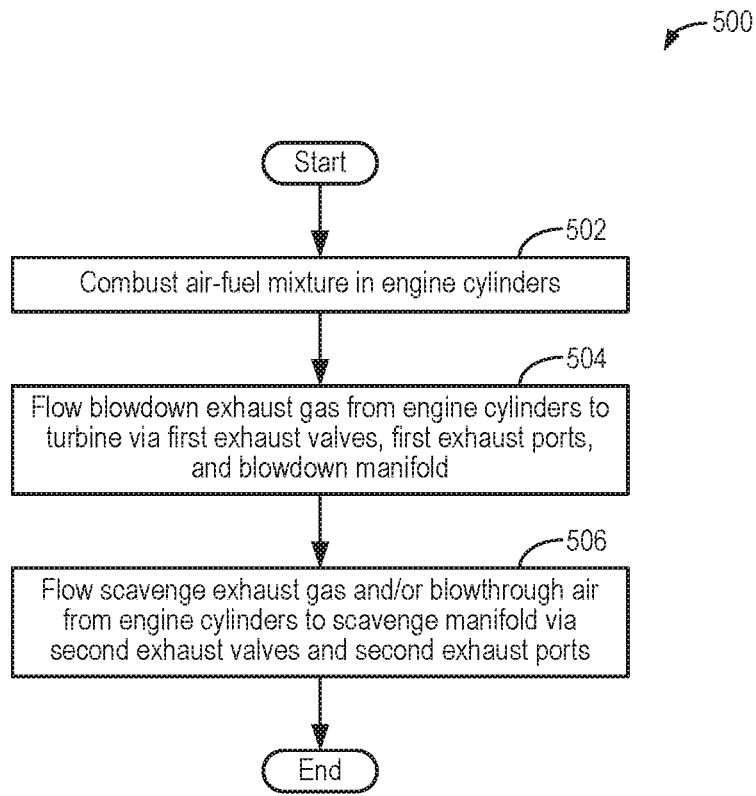 500
Start
502
Combust air-fuel mixture in engine cylinders
504
Flow blowdown exhaust gas from engine cylinders to
turbine via first exhaust valves, first exhaust ports,
and blowdown manifold
506
Flow scavenge exhaust gas and/or blowthrough air
from engine cylinders to scavenge manifold via
second exhaust valves and second exhaust ports
End